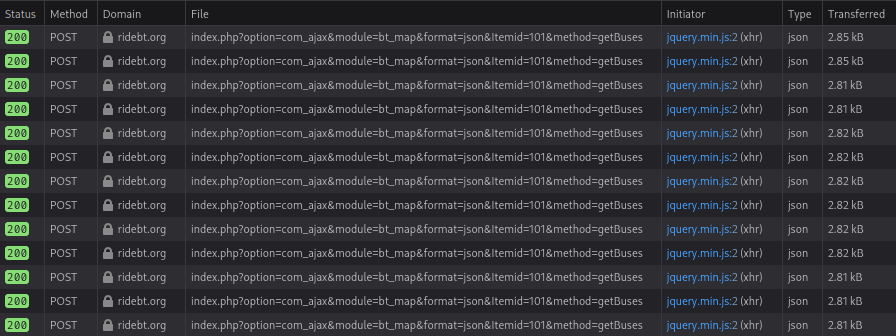 Status Method Domain File Initiator Type Transferred
200 POST ridebt.org index.php?option=com_ajax&module=bt_map&format=json&Itemid=101&method=getBuses jquery.min.js:2 (xhr) json 2.85 kB
200 POST ridebt.org index.php?option=com_ajax&module=bt_map&format=json&Itemid=101&method=getBuses jquery.min.js:2 (xhr) json 2.85 kB
200 POST ridebt.org index.php?option=com_ajax&module=bt_map&format=json&Itemid=101&method=getBuses jquery.min.js:2 (xhr) json 2.81 kB
200 POST ridebt.org index.php?option=com_ajax&module=bt_map&format=json&Itemid=101&method=getBuses jquery.min.js:2 (xhr) json 2.81 kB
200 POST ridebt.org index.php?option=com_ajax&module=bt_map&format=json&Itemid=101&method=getBuses jquery.min.js:2 (xhr) json 2.82 kB
200 POST ridebt.org index.php?option=com_ajax&module=bt_map&format=json&Itemid=101&method=getBuses jquery.min.js:2 (xhr) json 2.82 kB
200 POST ridebt.org index.php?option=com_ajax&module=bt_map&format=json&Itemid=101&method=getBuses jquery.min.js:2 (xhr) json 2.82 kB
200 POST ridebt.org index.php?option=com_ajax&module=bt_map&format=json&Itemid=101&method=getBuses jquery.min.js:2 (xhr) json 2.82 kB
200 POST ridebt.org index.php?option=com_ajax&module=bt_map&format=json&Itemid=101&method=getBuses jquery.min.js:2 (xhr) json 2.82 kB
200 POST ridebt.org index.php?option=com_ajax&module=bt_map&format=json&Itemid=101&method=getBuses jquery.min.js:2 (xhr) json 2.82 kB
200 POST ridebt.org index.php?option=com_ajax&module=bt_map&format=json&Itemid=101&method=getBuses jquery.min.js:2 (xhr) json 2.81 kB
200 POST ridebt.org index.php?option=com_ajax&module=bt_map&format=json&Itemid=101&method=getBuses jquery.min.js:2 (xhr) json 2.81 kB
200 POST ridebt.org index.php?option=com_ajax&module=bt_map&format=json&Itemid=101&method=getBuses jquery.min.js:2 (xhr) json 2.81 kB